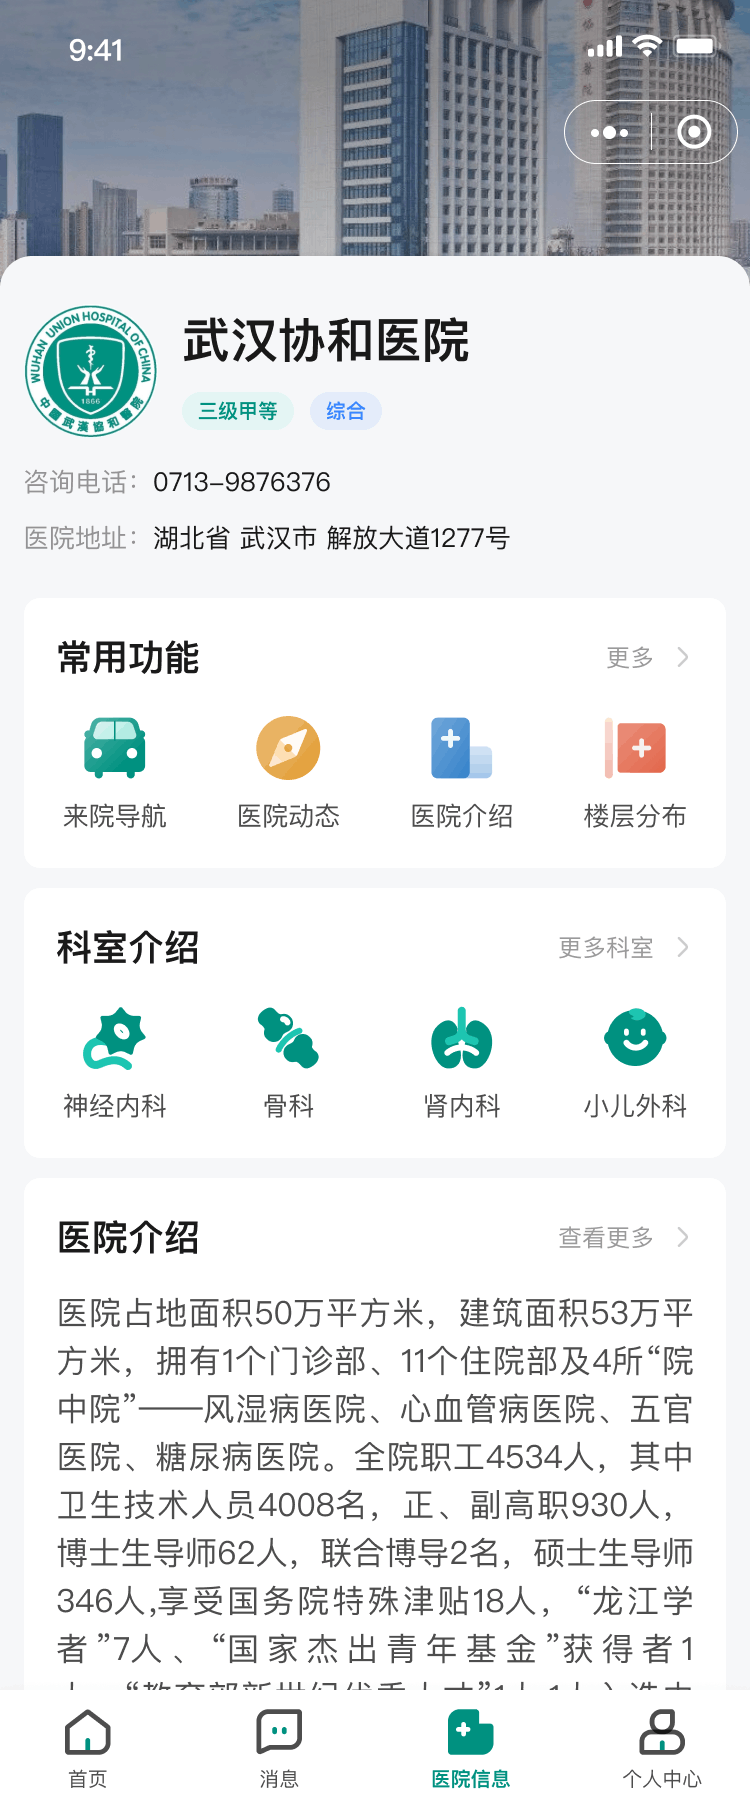 9:41
武汉协和医院
WUHAN UNION HOSPITAL OF CHINA
1866
三级甲等 综合
咨询电话: 0713-9876376
医院地址: 湖北省 武汉市 解放大道1277号
常用功能 更多
来院导航 医院动态 医院介绍 楼层分布
科室介绍 更多科室
神经内科 骨科 肾内科 小儿外科
医院介绍 查看更多
医院占地面积50万平方米，建筑面积53万平
方米，拥有1个门诊部、11个住院部及4所“院
中院”——风湿病医院、心血管病医院、五官
医院、糖尿病医院。全院职工4534人，其中
卫生技术人员4008名，正、副高职930人，
博士生导师62人，联合博导2名，硕士生导师
346人,享受国务院特殊津贴18人，“龙江学
者”7人、“国家杰出青年基金”获得者1
首页 消息 医院信息 个人中心